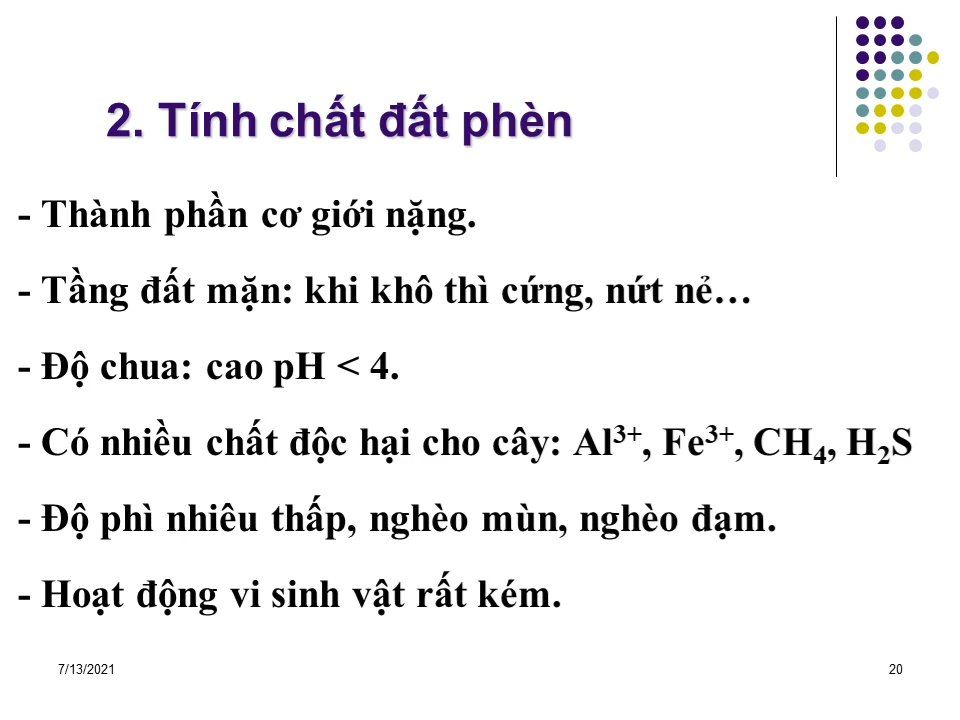 2. Tính chất đất phèn
- Thành phần cơ giới nặng.
- Tầng đất mặn: khi khô thì cứng, nứt nẻ…
- Độ chua: cao pH < 4.
- Có nhiều chất độc hại cho cây: Al³⁺, Fe³⁺, CH₄, H₂S
- Độ phì nhiêu thấp, nghèo mùn, nghèo đạm.
- Hoạt động vi sinh vật rất kém.
7/13/2021
20